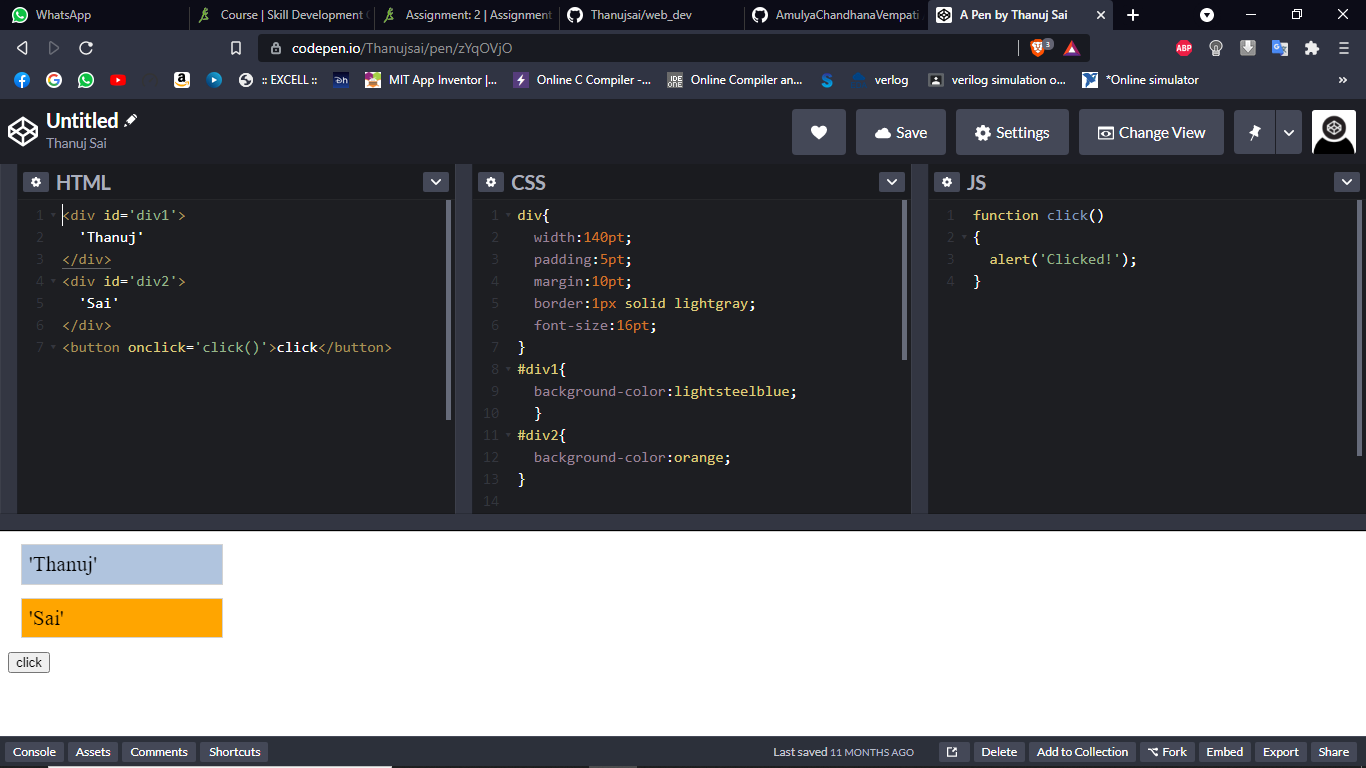 WhatsApp
Course | Skill Development
Assignment: 2 | Assignment
Thanujsai/web_dev
AmulyaChandhanaVempati
A Pen by Thanuj Sai
codepen.io/Thanujsai/pen/zYqOVjO
3
ABP
:: EXCELL ::
MIT App Inventor |...
Online C Compiler -...
Online Compiler an...
verlog
verilog simulation o...
*Online simulator
Untitled
Thanuj Sai
Save
Settings
Change View
HTML
1 <div id='div1'>
2 'Thanuj'
3 </div>
4 <div id='div2'>
5 'Sai'
6 </div>
7 <button onclick='click()'>click</button>
CSS
1 div{
2 width:140pt;
3 padding:5pt;
4 margin:10pt;
5 border:1px solid lightgray;
6 font-size:16pt;
7 }
8 #div1{
9 background-color:lightsteelblue;
10 }
11 #div2{
12 background-color:orange;
13 }
14
JS
1 function click()
2 {
3 alert('Clicked!');
4 }
'Thanuj'
'Sai'
click
Console
Assets
Comments
Shortcuts
Last saved 11 MONTHS AGO
Delete
Add to Collection
Fork
Embed
Export
Share